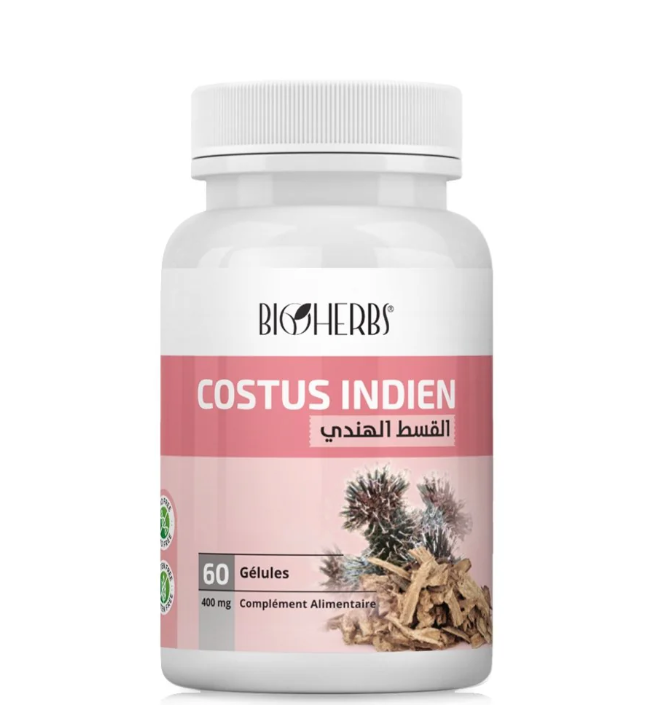 BIOHERBS®
COSTUS INDIEN
القسط الهندي
60 Gélules
400 mg Complément Alimentaire